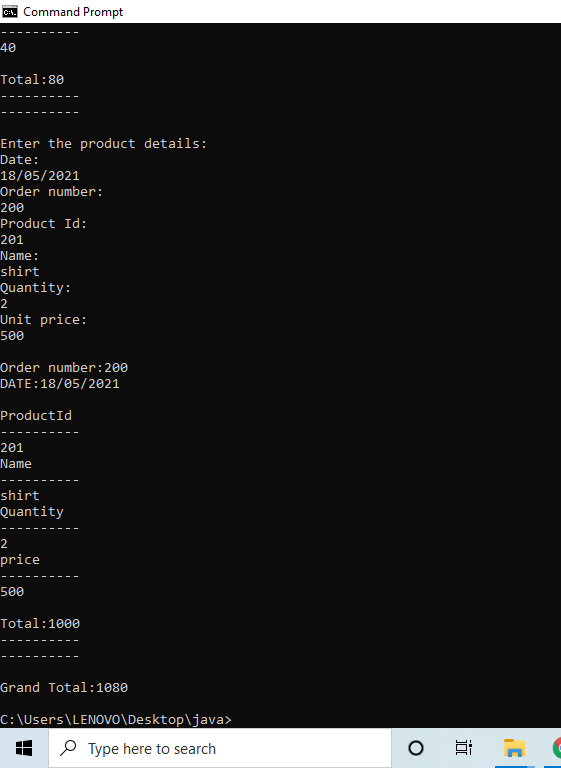 Command Prompt
----------
40
Total:80
----------
----------
Enter the product details:
Date:
18/05/2021
Order number:
200
Product Id:
201
Name:
shirt
Quantity:
2
Unit price:
500
Order number:200
DATE:18/05/2021
ProductId
----------
201
Name
----------
shirt
Quantity
----------
2
price
----------
500
Total:1000
----------
----------
Grand Total:1080
C:\Users\LENOVO\Desktop\java>
Type here to search